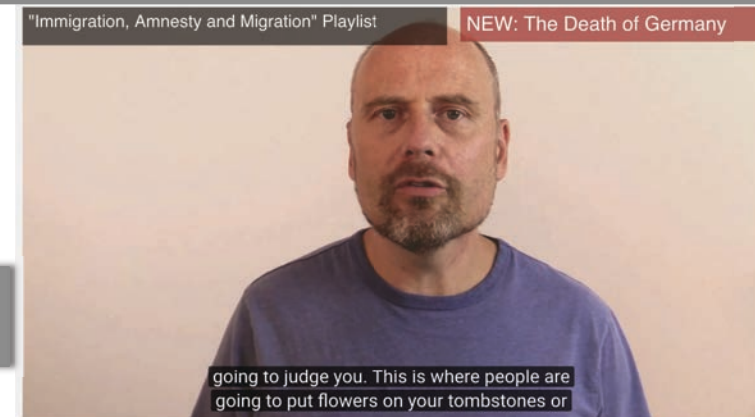 "Immigration, Amnesty and Migration" Playlist
NEW: The Death of Germany
going to judge you. This is where people are
going to put flowers on your tombstones or